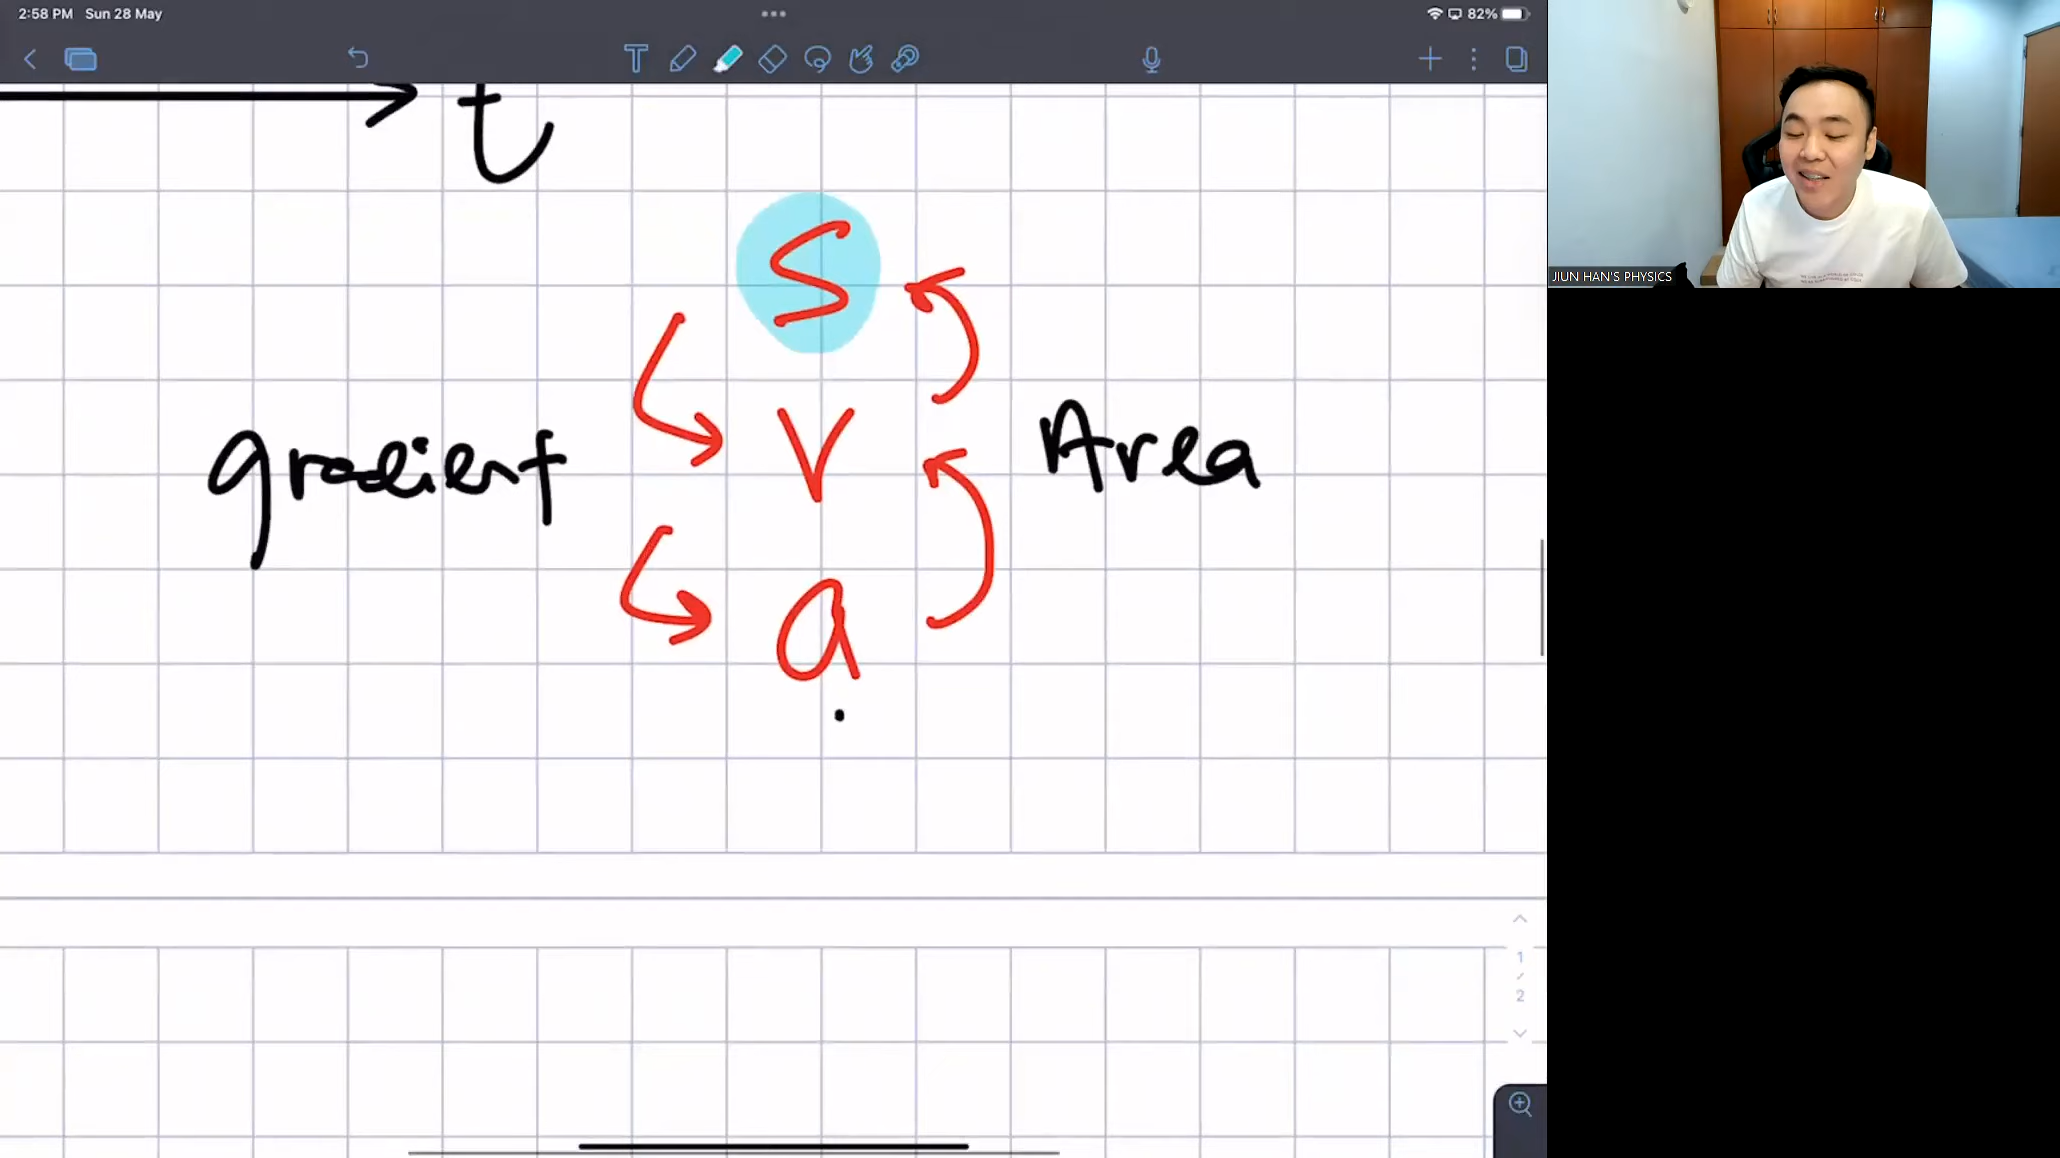 2:58 PM Sun 28 May
82%
T
t
S
gradient
V
Area
a
JIUN HAN'S PHYSICS
1
/
2